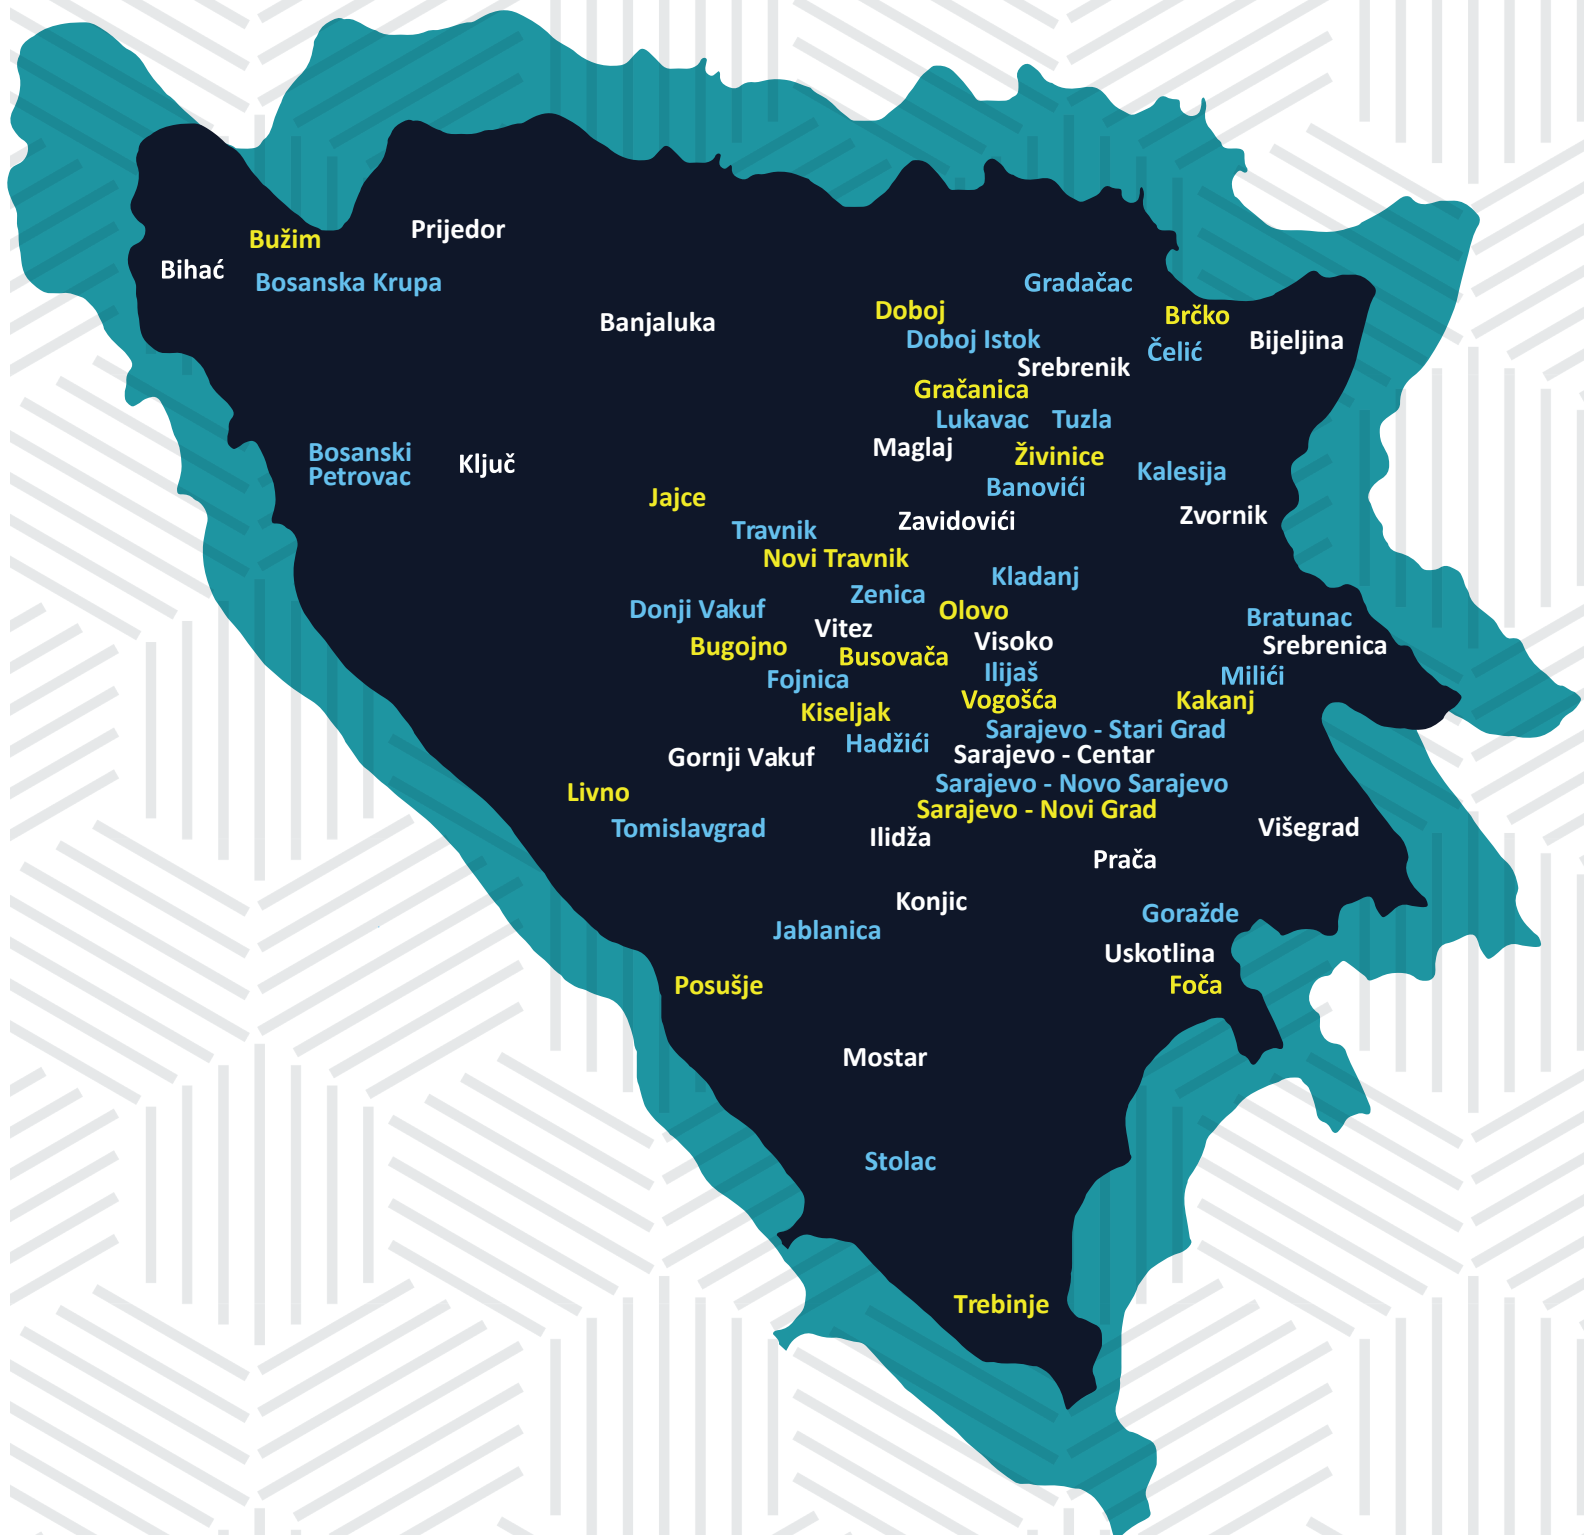 Prijedor
Bužim
Bihać
Bosanska Krupa
Gradačac
Banjaluka
Doboj
Brčko
Doboj Istok
Bijeljina
Čelić
Srebrenik
Gračanica
Lukavac
Tuzla
Maglaj
Bosanski
Petrovac
Ključ
Živinice
Kalesija
Banovići
Jajce
Zvornik
Zavidovići
Travnik
Novi Travnik
Kladanj
Zenica
Donji Vakuf
Olovo
Bratunac
Vitez
Visoko
Srebrenica
Bugojno
Busovača
Ilijaš
Fojnica
Milići
Vogošća
Kakanj
Kiseljak
Sarajevo - Stari Grad
Hadžići
Sarajevo - Centar
Gornji Vakuf
Sarajevo - Novo Sarajevo
Livno
Sarajevo - Novi Grad
Tomislavgrad
Višegrad
Ilidža
Prača
Konjic
Goražde
Jablanica
Uskotlina
Posušje
Foča
Mostar
Stolac
Trebinje